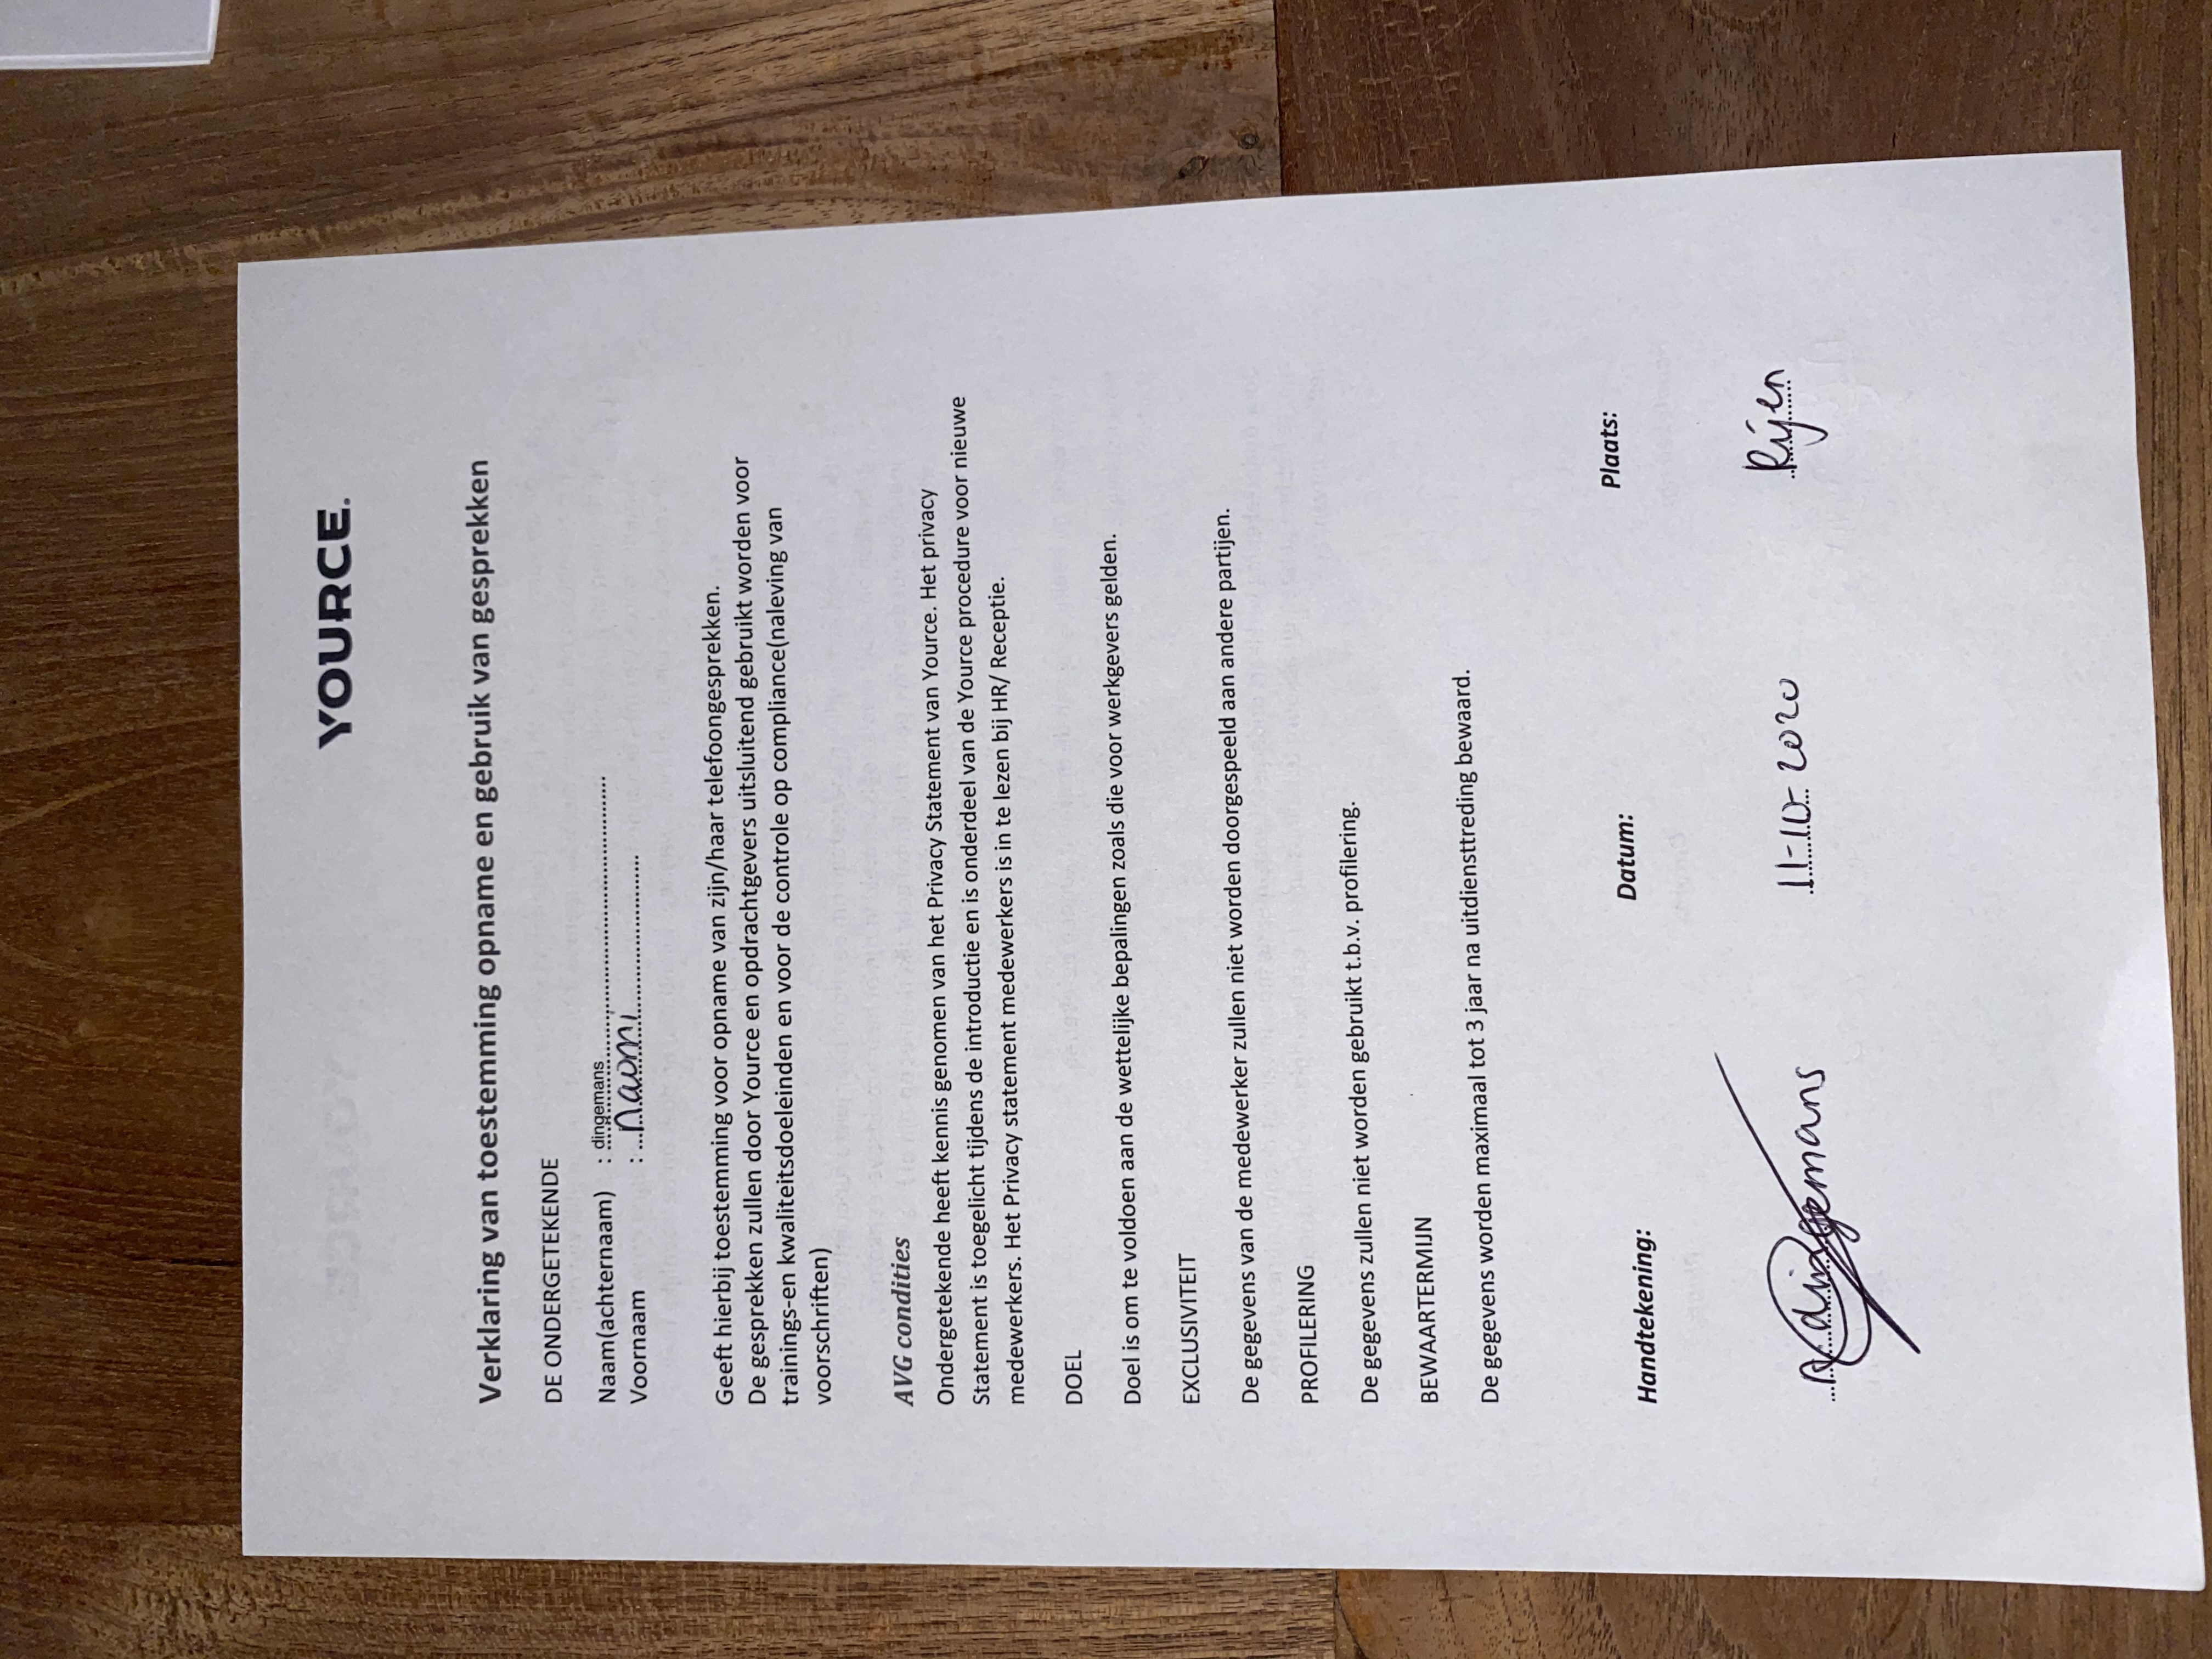 YOURCE.
Verklaring van toestemming opname en gebruik van gesprekken
DE ONDERGETEKENDE
Naam(achternaam) : dingemans
Voornaam : naomi
Geeft hierbij toestemming voor opname van zijn/haar telefoongesprekken.
De gesprekken zullen door Yource en opdrachtgevers uitsluitend gebruikt worden voor
trainings-en kwaliteitsdoeleinden en voor de controle op compliance(naleving van
voorschriften)
AVG condities
Ondergetekende heeft kennis genomen van het Privacy Statement van Yource. Het privacy
Statement is toegelicht tijdens de introductie en is onderdeel van de Yource procedure voor nieuwe
medewerkers. Het Privacy statement medewerkers is in te lezen bij HR/ Receptie.
DOEL
Doel is om te voldoen aan de wettelijke bepalingen zoals die voor werkgevers gelden.
EXCLUSIVITEIT
De gegevens van de medewerker zullen niet worden doorgespeeld aan andere partijen.
PROFILERING
De gegevens zullen niet worden gebruikt t.b.v. profilering.
BEWAARTERMIJN
De gegevens worden maximaal tot 3 jaar na uitdiensttreding bewaard.
Handtekening: Datum: Plaats:
dingemans 11-10-2020 Rijen